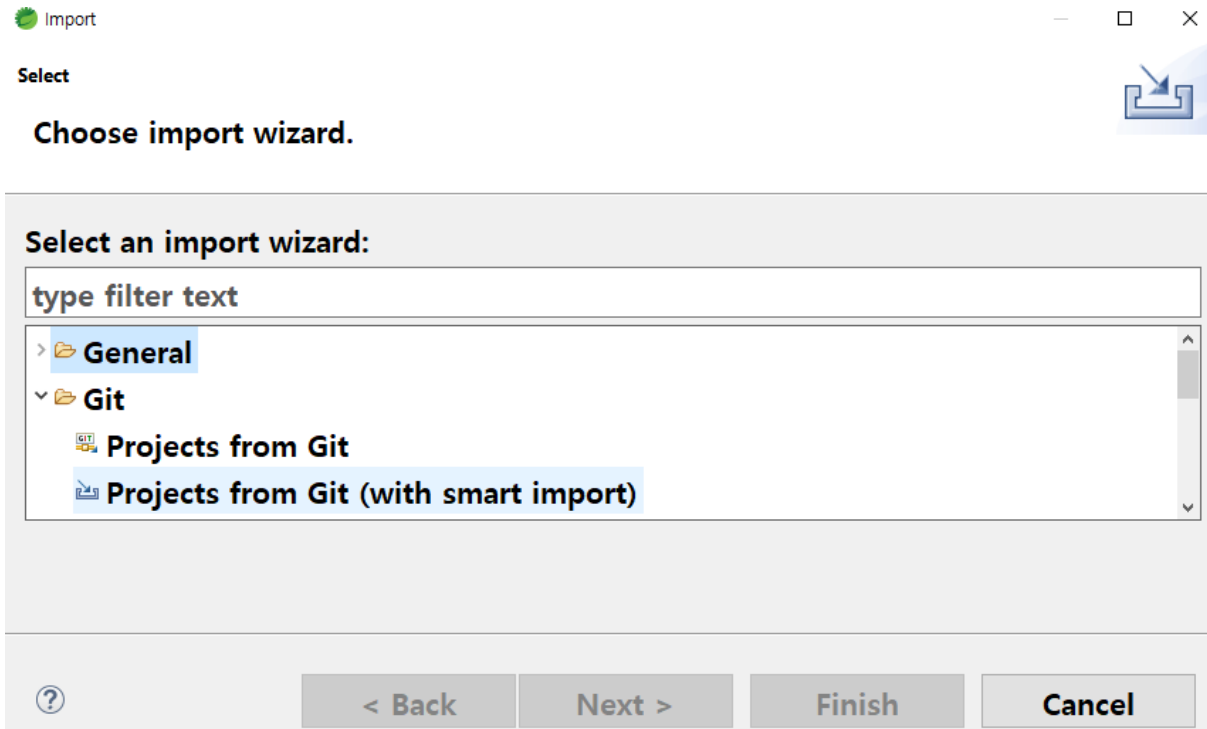 Import
Select
Choose import wizard.
Select an import wizard:
type filter text
General
Git
GIT
Projects from Git
Projects from Git (with smart import)
? < Back Next > Finish Cancel